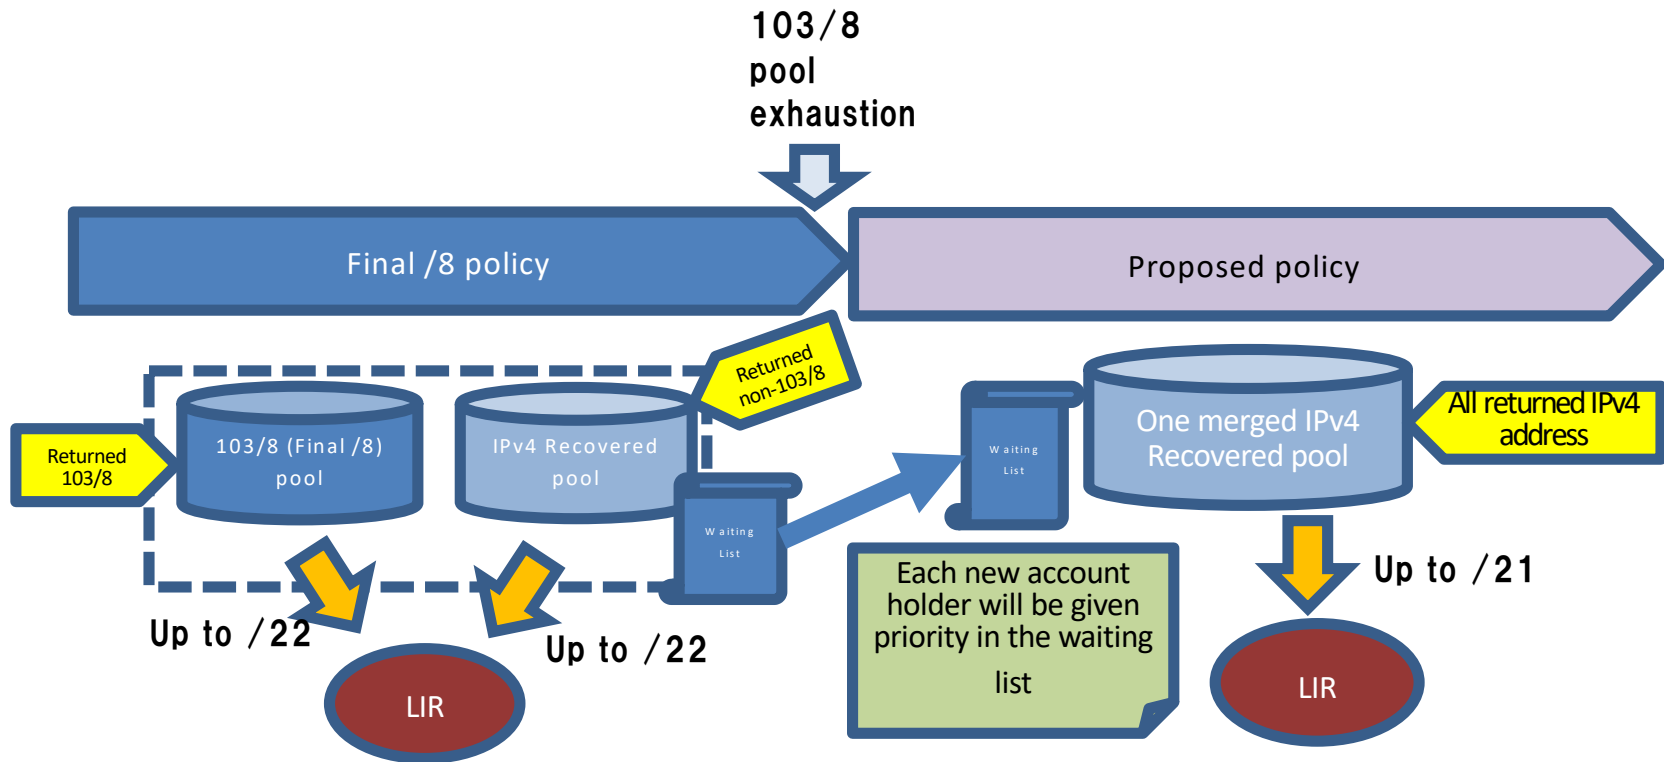 103/8
pool
exhaustion
Final /8 policy
Proposed policy
Returned
non-103/8
Returned
103/8
103/8 (Final /8)
pool
IPv4 Recovered
pool
Waiting
List
Waiting
List
One merged IPv4
Recovered pool
All returned IPv4
address
Up to /22
Up to /22
LIR
Each new account
holder will be given
priority in the waiting
list
Up to /21
LIR